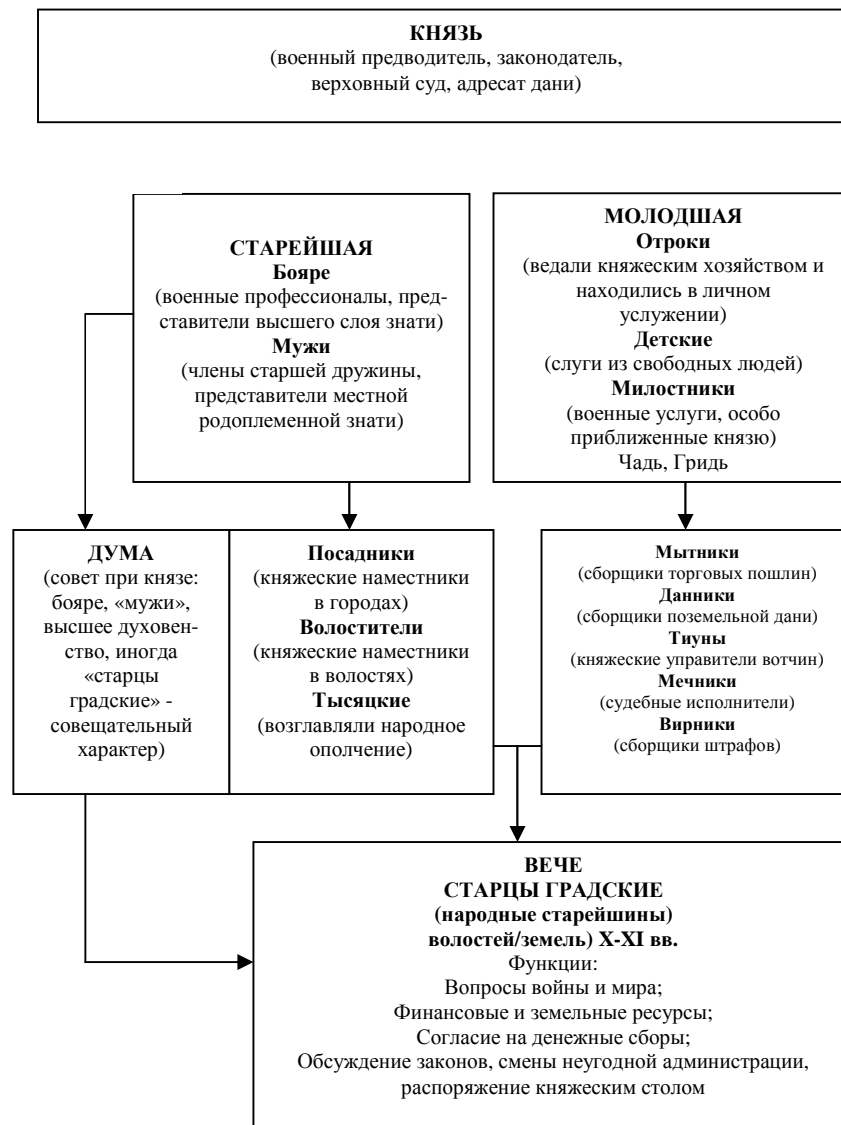 КНЯЗЬ
(военный предводитель, законодатель,
верховный суд, адресат дани)
СТАРЕЙШАЯ
Бояре
(военные профессионалы, пред-
ставители высшего слоя знати)
Мужи
(члены старшей дружины,
представители местной
родоплеменной знати)
МОЛОДШАЯ
Отроки
(ведали княжеским хозяйством и
находились в личном
услужении)
Детские
(слуги из свободных людей)
Милостники
(военные услуги, особо
приближенные князю)
Чадь, Гридь
ДУМА
(совет при князе:
бояре, «мужи»,
высшее духовен-
ство, иногда
«старцы
градские» -
совещательный
характер)
Посадники
(княжеские наместники
в городах)
Волостители
(княжеские наместники
в волостях)
Тысяцкие
(возглавляли народное
ополчение)
Мытники
(сборщики торговых пошлин)
Данники
(сборщики поземельной дани)
Тиуны
(княжеские управители вотчин)
Мечники
(судебные исполнители)
Вирники
(сборщики штрафов)
ВЕЧЕ
СТАРЦЫ ГРАДСКИЕ
(народные старейшины)
волостей/земель) X-XI вв.
Функции:
Вопросы войны и мира;
Финансовые и земельные ресурсы;
Согласие на денежные сборы;
Обсуждение законов, смены неугодной администрации,
распоряжение княжеским столом